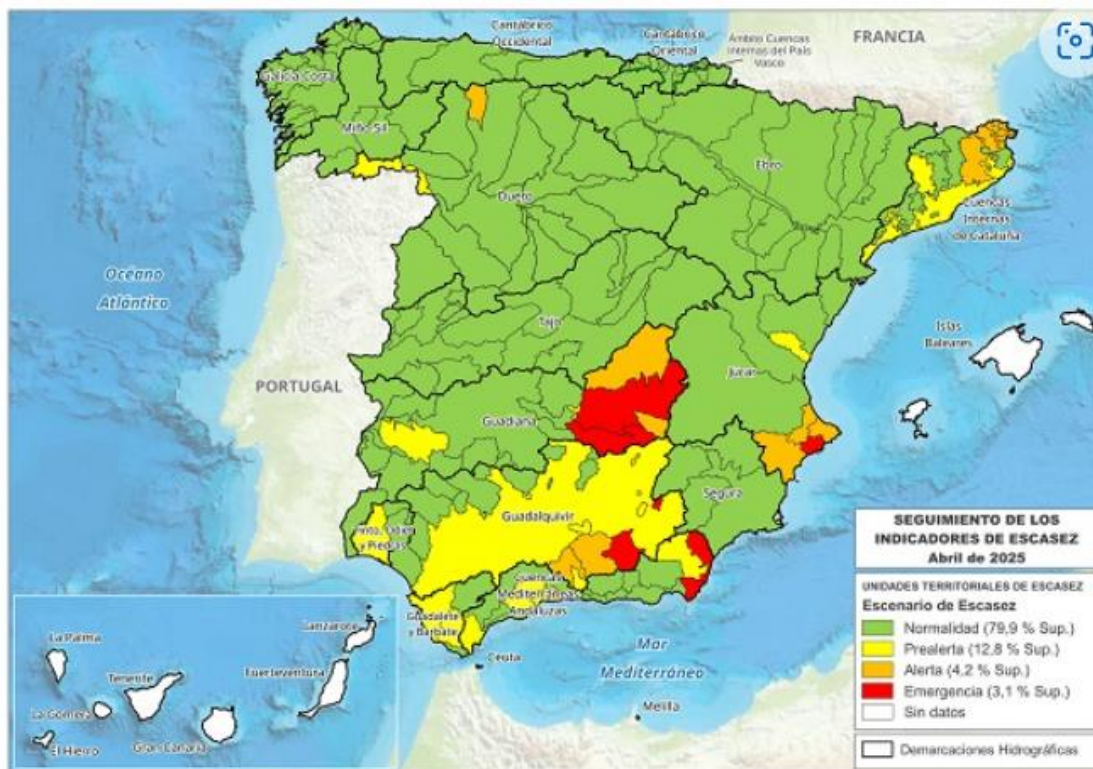 Cantábrico
Occidental
Cantábrico
Oriental
Ámbito Cuencas
Internas del País
Vasco
FRANCIA
Galicia Costa
Miño-Sil
Duero
Ebro
Cuencas
Internas
de Cataluña
Océano
Atlántico
Tajo
Islas
Baleares
PORTUGAL
Júcar
Guadiana
Segura
Guadalquivir
Tinto, Odiel
y Piedras
Cuencas
Mediterráneas
Andaluzas
Guadalete
y Barbate
Ceuta
Mar
Mediterráneo
Melilla
La Palma
Lanzarote
Tenerife
Fuerteventura
La Gomera
El Hierro
Gran Canaria
SEGUIMIENTO DE LOS
INDICADORES DE ESCASEZ
Abril de 2025
UNIDADES TERRITORIALES DE ESCASEZ
Escenario de Escasez
Normalidad (79,9 % Sup.)
Prealerta (12,8 % Sup.)
Alerta (4,2 % Sup.)
Emergencia (3,1 % Sup.)
Sin datos
Demarcaciones Hidrográficas